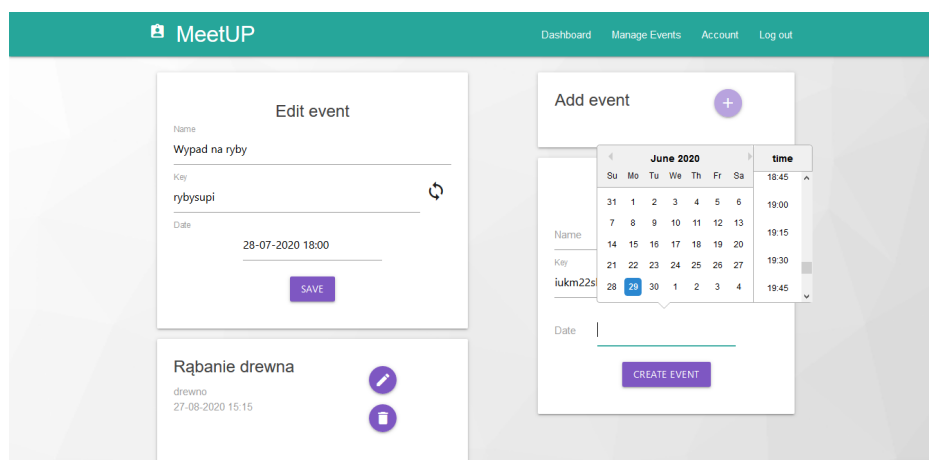 MeetUP
Dashboard Manage Events Account Log out
Edit event
Name
Wypad na ryby
Key
rybysupi
Date
28-07-2020 18:00
SAVE
Rąbanie drewna
drewno
27-08-2020 15:15
Add event
Name
Key
Date
CREATE EVENT
June 2020
Su Mo Tu We Th Fr Sa
31 1 2 3 4 5 6
7 8 9 10 11 12 13
14 15 16 17 18 19 20
21 22 23 24 25 26 27
28 29 30 1 2 3 4
time
18:45
19:00
19:15
19:30
19:45